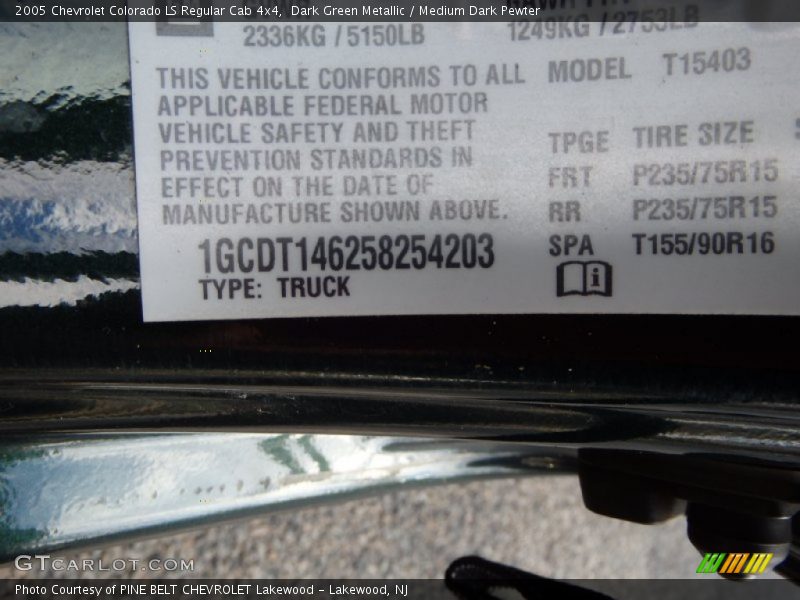 2005 Chevrolet Colorado LS Regular Cab 4x4, Dark Green Metallic / Medium Dark Pewter
2336KG / 5150LB 1249KG / 2753LB
THIS VEHICLE CONFORMS TO ALL
APPLICABLE FEDERAL MOTOR
VEHICLE SAFETY AND THEFT
PREVENTION STANDARDS IN
EFFECT ON THE DATE OF
MANUFACTURE SHOWN ABOVE.
1GCDT146258254203
TYPE: TRUCK
MODEL T15403
TPGE TIRE SIZE
FRT P235/75R15
RR P235/75R15
SPA T155/90R16
GTCARLOT.COM
Photo Courtesy of PINE BELT CHEVROLET Lakewood - Lakewood, NJ